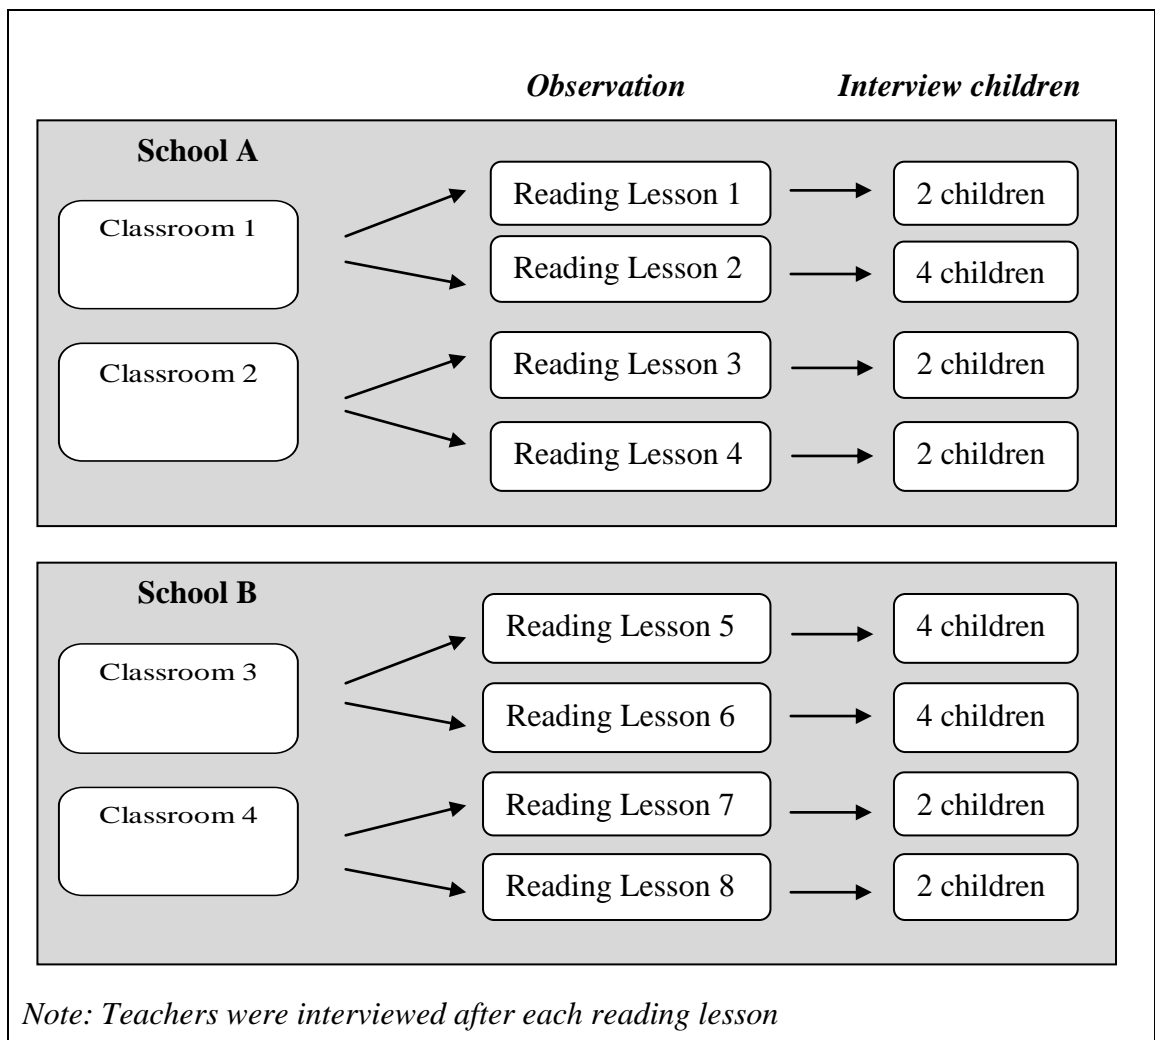 Observation Interview children
School A
Classroom 1
Reading Lesson 1 2 children
Reading Lesson 2 4 children
Classroom 2
Reading Lesson 3 2 children
Reading Lesson 4 2 children
School B
Classroom 3
Reading Lesson 5 4 children
Reading Lesson 6 4 children
Classroom 4
Reading Lesson 7 2 children
Reading Lesson 8 2 children
Note: Teachers were interviewed after each reading lesson